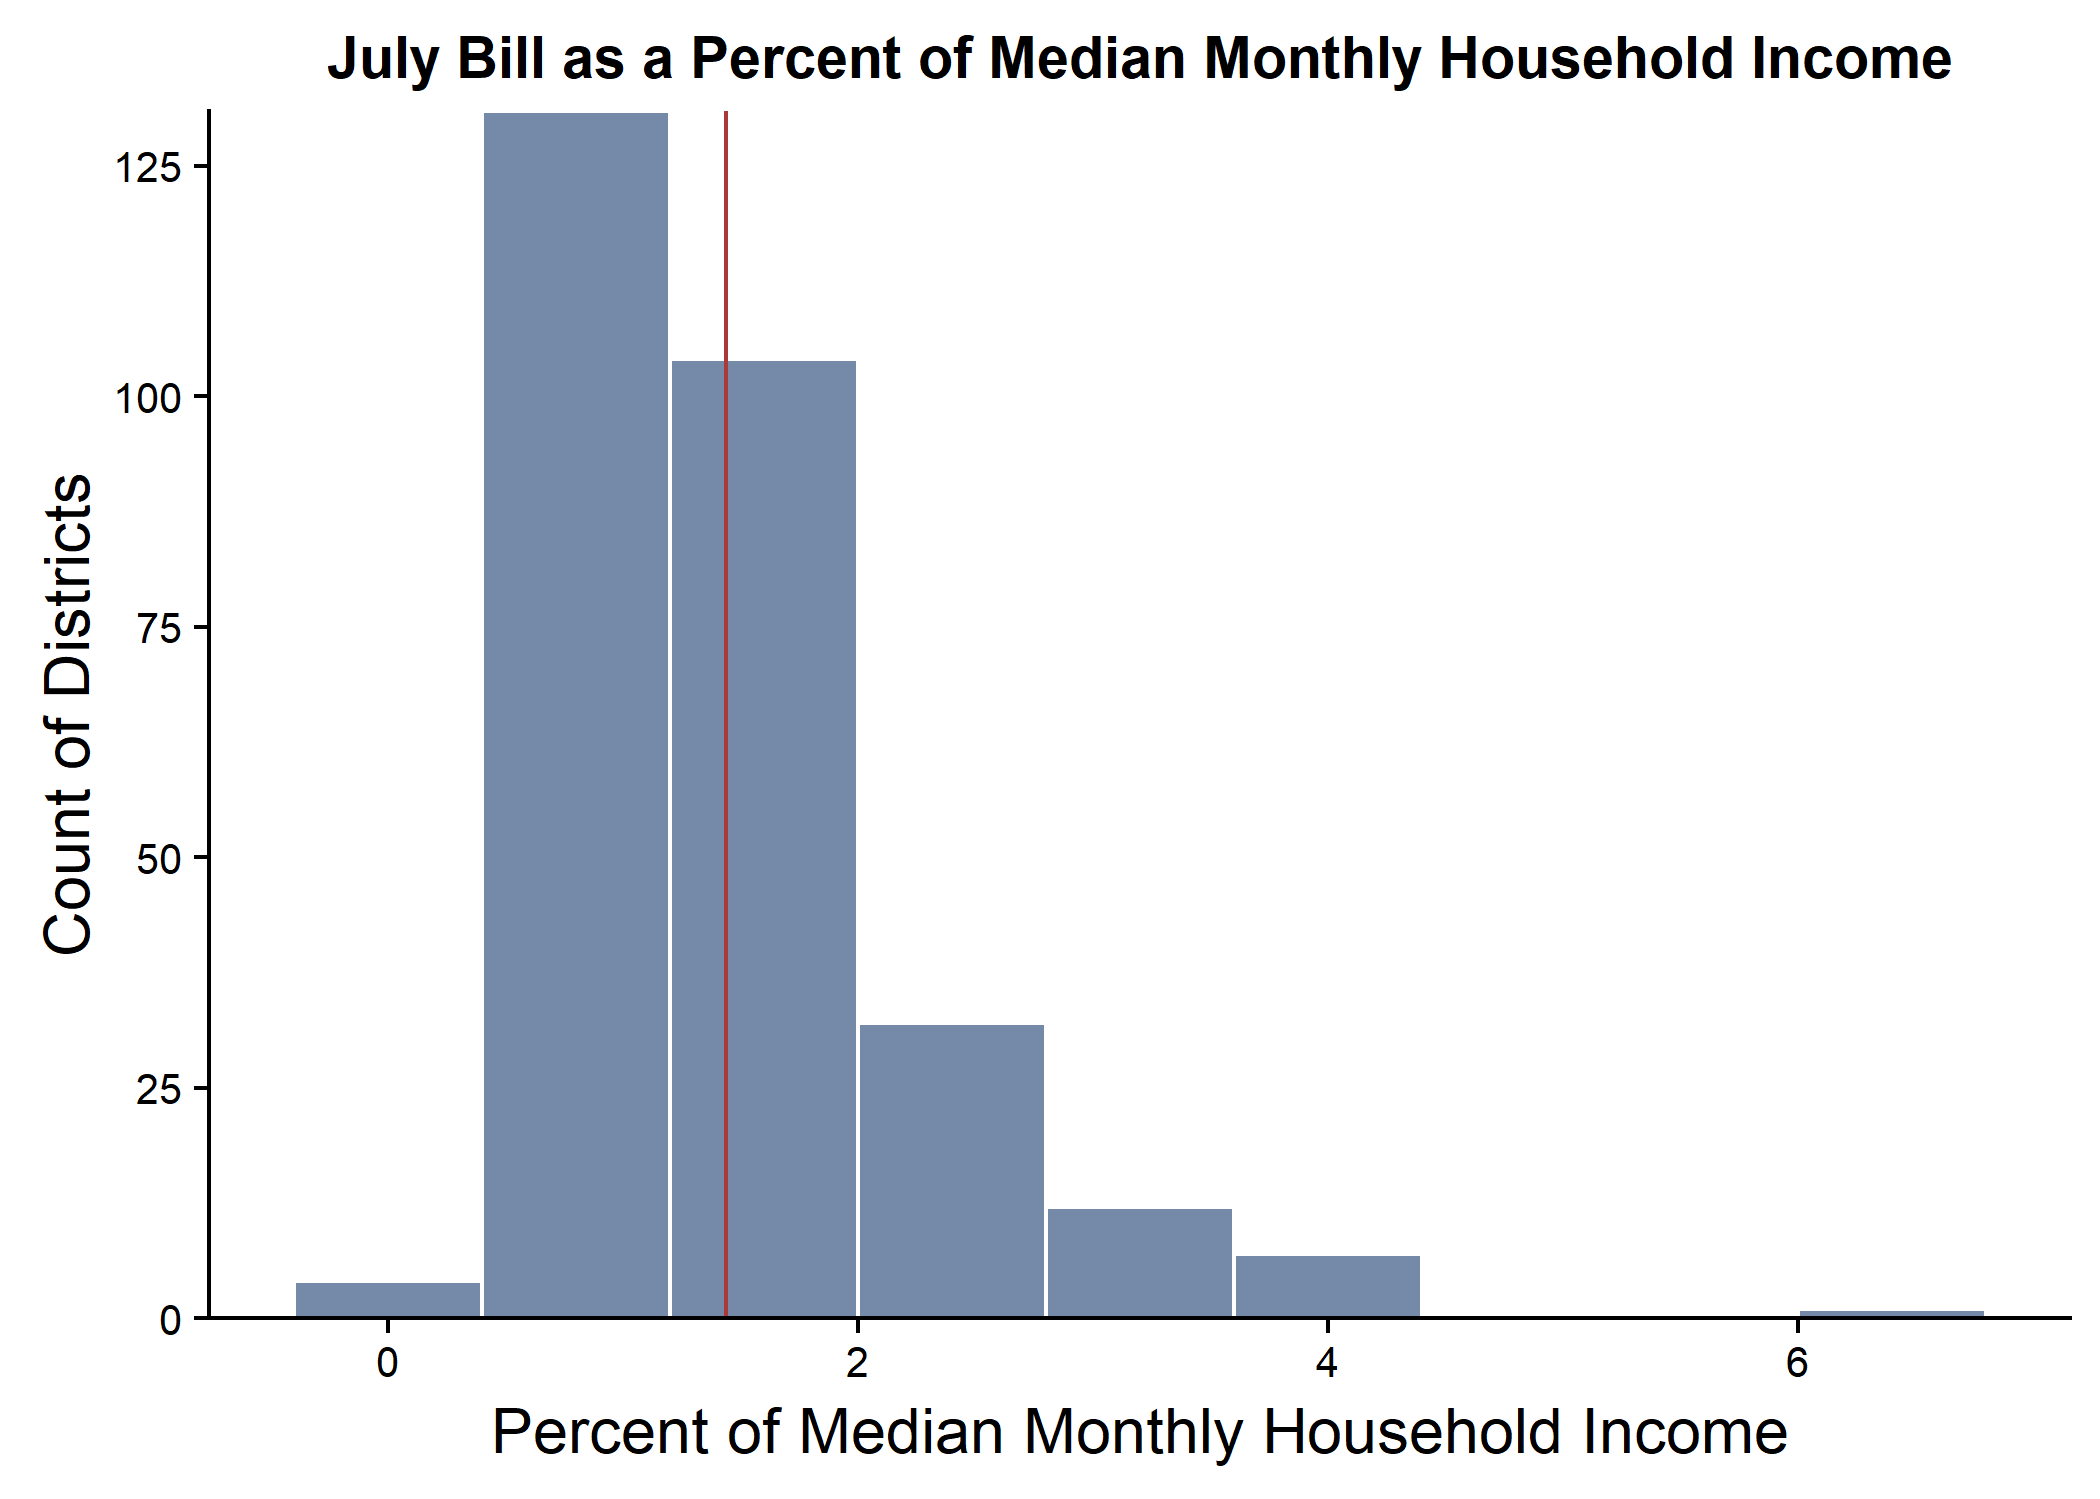 July Bill as a Percent of Median Monthly Household Income
Count of Districts
125
100
75
50
25
0
0 2 4 6
Percent of Median Monthly Household Income